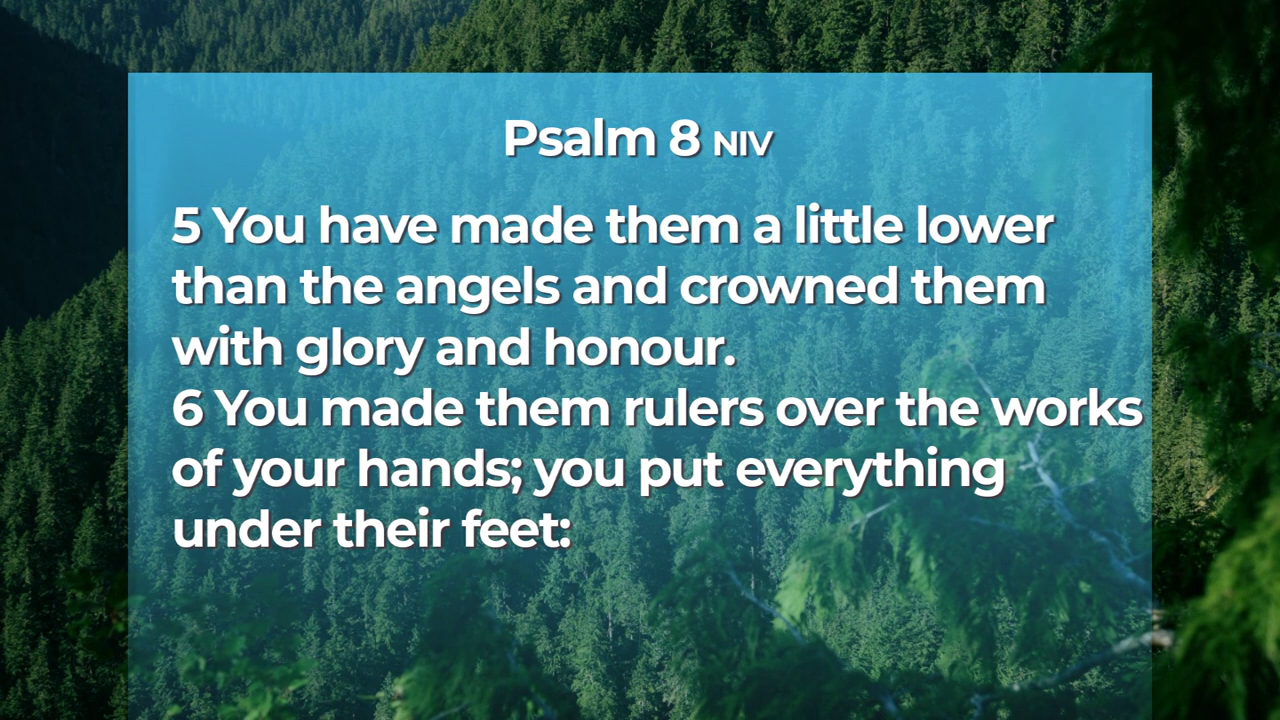 Psalm 8 NIV
5 You have made them a little lower
than the angels and crowned them
with glory and honour.
6 You made them rulers over the works
of your hands; you put everything
under their feet: